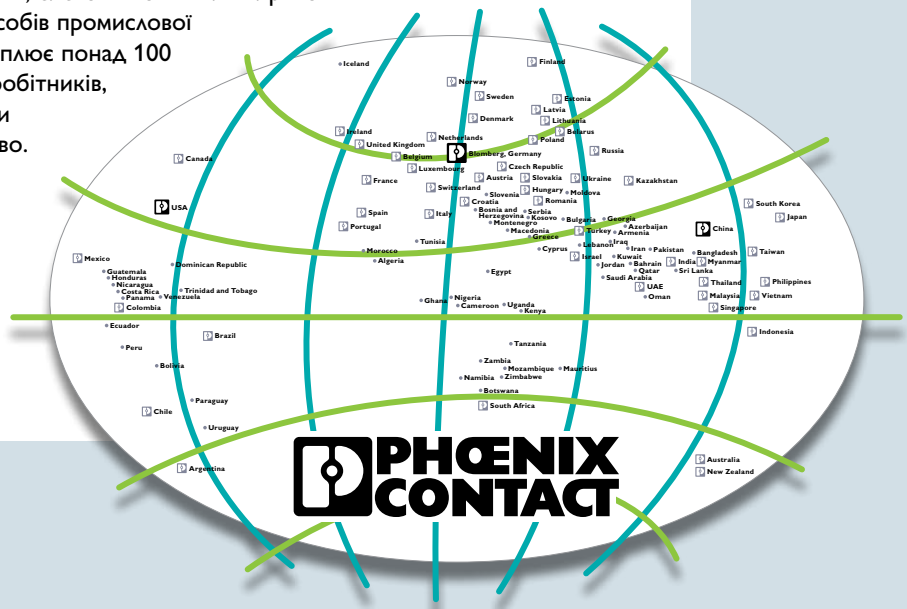 собів промислової
плює понад 100
обітників,
и
во.
Iceland
Finland
Norway
Sweden
Estonia
Latvia
Denmark
Lithuania
Ireland
Netherlands
Belarus
United Kingdom
Poland
Belgium
Blomberg, Germany
Russia
Canada
Luxembourg
Czech Republic
France
Austria
Slovakia
Ukraine
Kazakhstan
Switzerland
Slovenia
Hungary
Moldova
Croatia
Romania
USA
Spain
Italy
Bosnia and
Herzegovina
Serbia
Kosovo
Bulgaria
Georgia
South Korea
Japan
Portugal
Montenegro
Azerbaijan
Macedonia
Turkey
Armenia
China
Greece
Tunisia
Morocco
Algeria
Cyprus
Lebanon
Iraq
Iran
Pakistan
Bangladesh
Taiwan
Israel
Kuwait
Mexico
Dominican Republic
Jordan
Bahrain
India
Myanmar
Guatemala
Egypt
Qatar
Sri Lanka
Honduras
Saudi Arabia
Nicaragua
UAE
Thailand
Philippines
Costa Rica
Trinidad and Tobago
Panama
Venezuela
Ghana
Nigeria
Oman
Malaysia
Vietnam
Colombia
Cameroon
Uganda
Kenya
Singapore
Ecuador
Brazil
Indonesia
Peru
Tanzania
Bolivia
Zambia
Mozambique
Mauritius
Namibia
Zimbabwe
Botswana
Paraguay
South Africa
Chile
Uruguay
Argentina
Australia
New Zealand
PHŒNIX
CONTACT